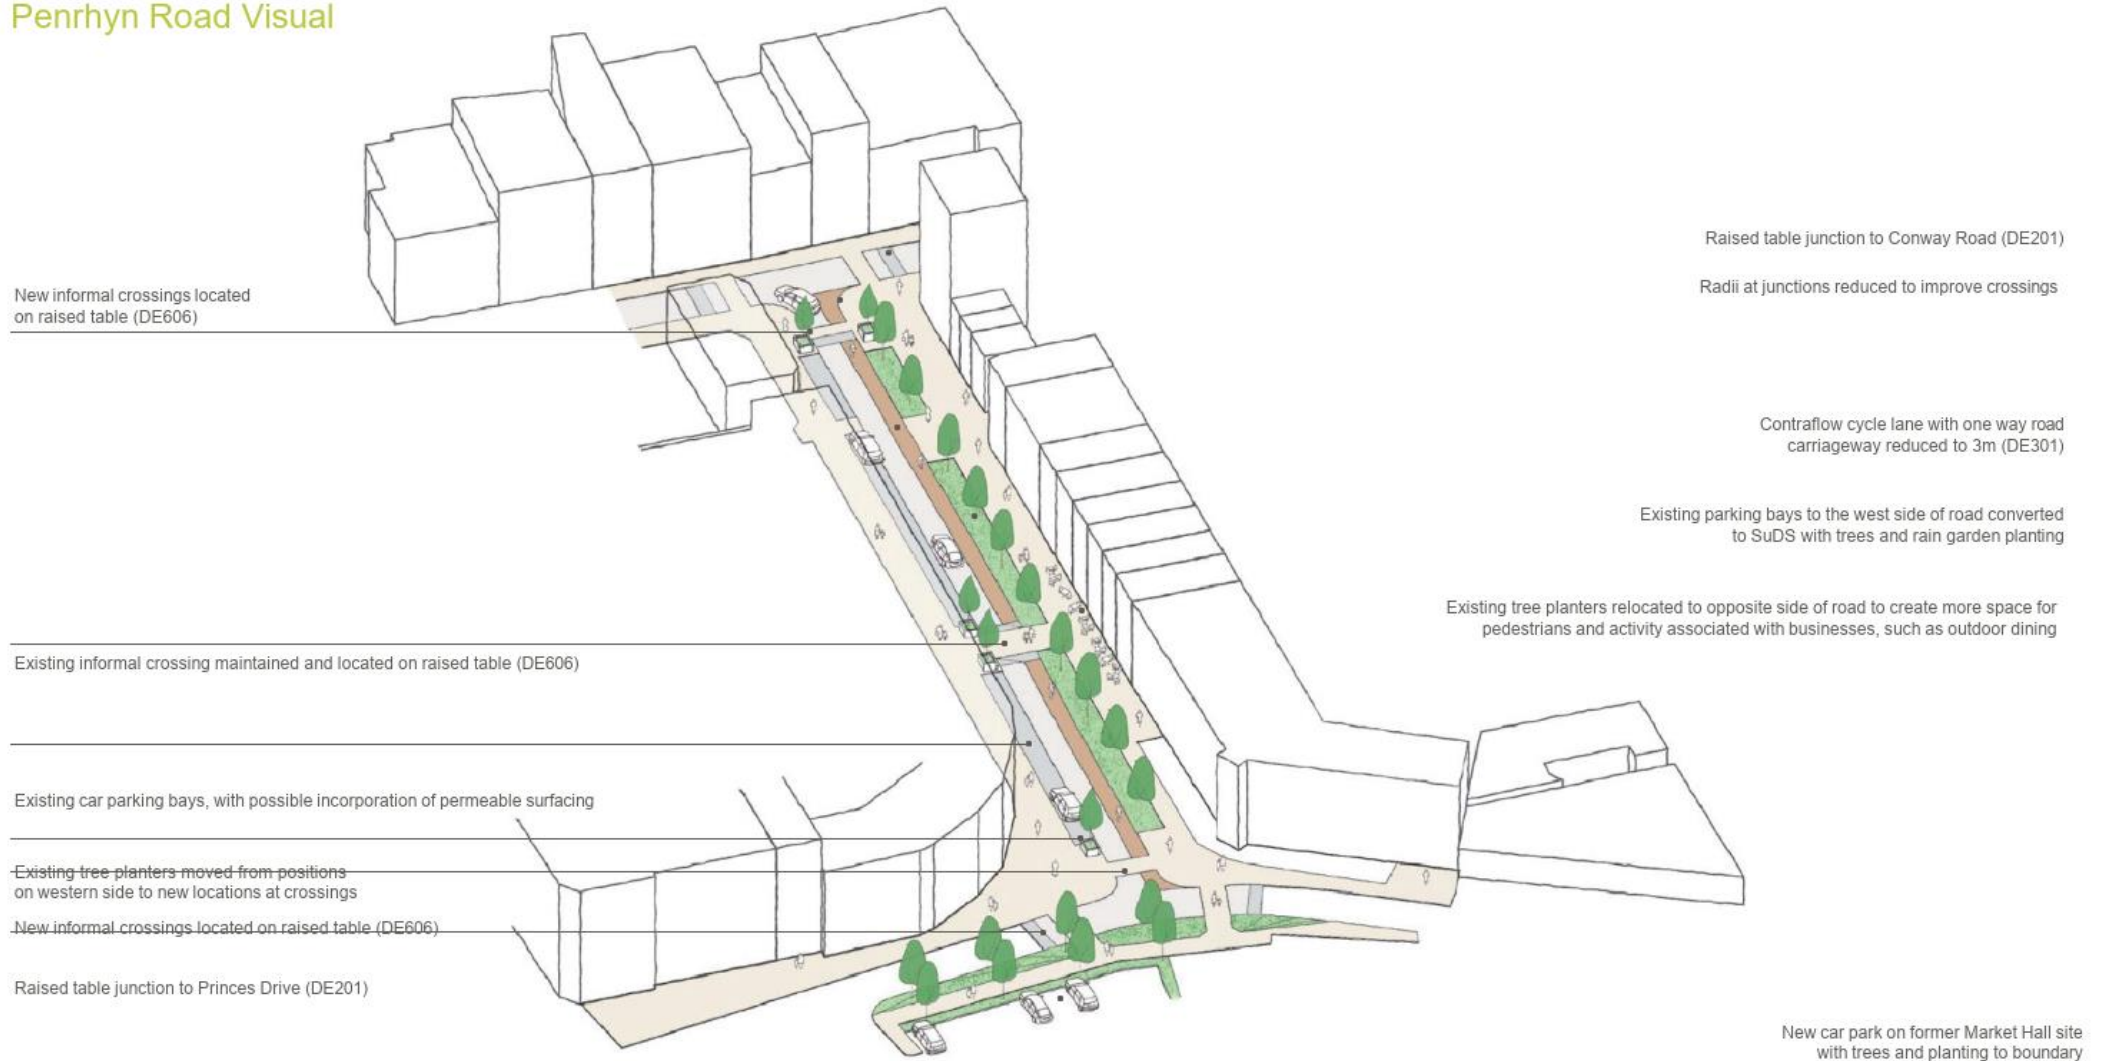 Penrhyn Road Visual
Raised table junction to Conway Road (DE201)
Radii at junctions reduced to improve crossings
New informal crossings located
on raised table (DE606)
Contraflow cycle lane with one way road
carriageway reduced to 3m (DE301)
Existing parking bays to the west side of road converted
to SuDS with trees and rain garden planting
Existing tree planters relocated to opposite side of road to create more space for
pedestrians and activity associated with businesses, such as outdoor dining
Existing informal crossing maintained and located on raised table (DE606)
Existing car parking bays, with possible incorporation of permeable surfacing
Existing tree planters moved from positions
on western side to new locations at crossings
New informal crossings located on raised table (DE606)
Raised table junction to Princes Drive (DE201)
New car park on former Market Hall site
with trees and planting to boundary